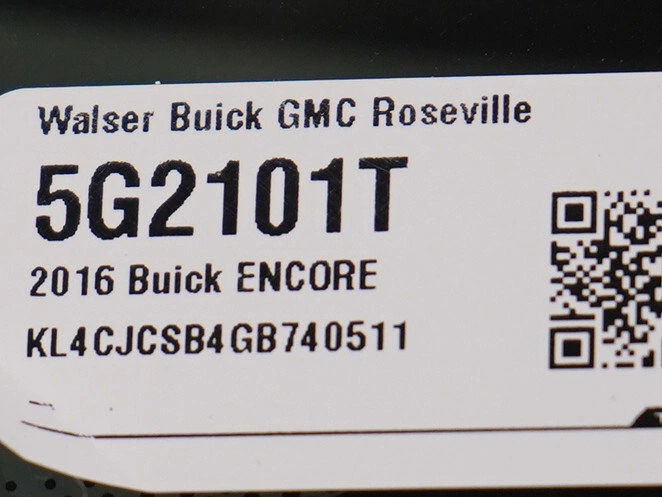 Walser Buick GMC Roseville
5G2101T
2016 Buick ENCORE
KL4CJCSB4GB740511